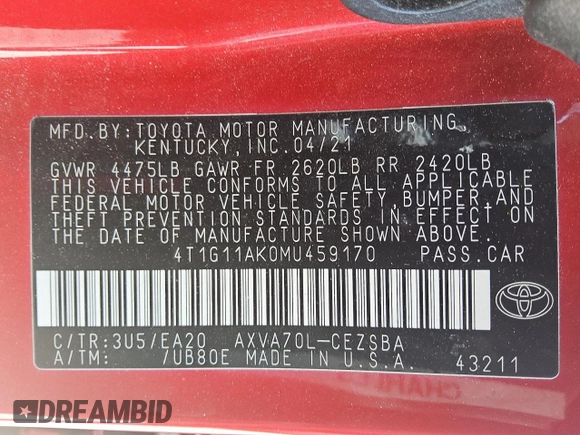 MFD.BY:TOYOTA MOTOR MANUFACTURING,
KENTUCKY, INC.04/21
GVWR 4475LB GAWR FR 2620LB RR 2420LB
THIS VEHICLE CONFORMS TO ALL APPLICABLE
FEDERAL MOTOR VEHICLE SAFETY,BUMPER,AND
THEFT PREVENTION STANDARDS IN EFFECT ON
THE DATE OF MANUFACTURE SHOWN ABOVE.
4T1G11AK0MU459170 PASS.CAR
C/TR:3U5/EA20 AXVA70L-CEZSBA
A/TM: /UB80E MADE IN U.S.A. 43211
DREAMBID